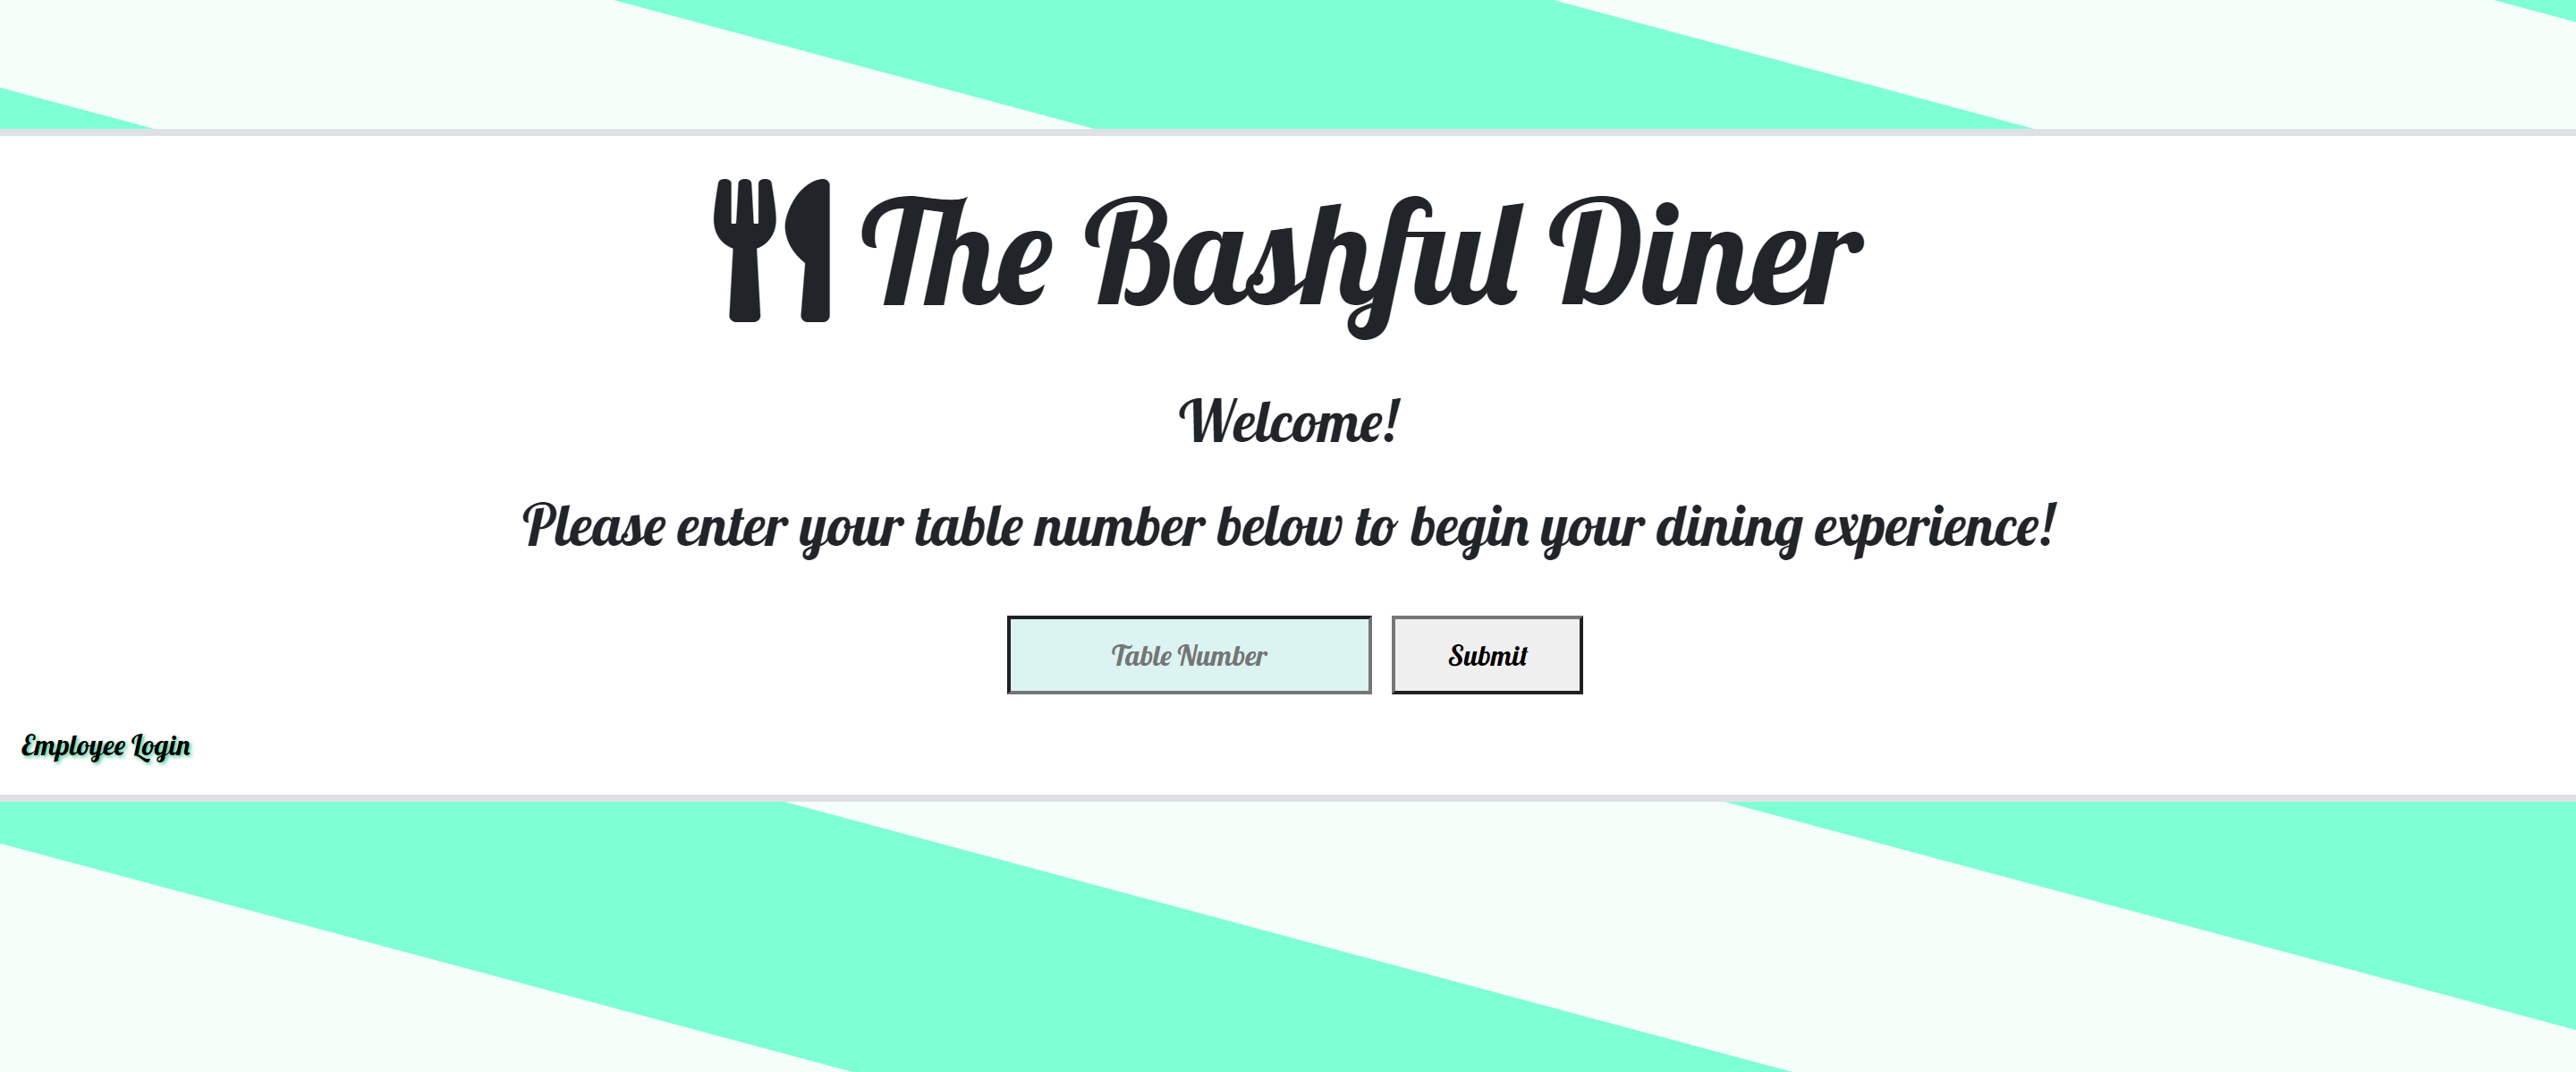 The Bashful Diner
Welcome!
Please enter your table number below to begin your dining experience!
Table Number
Submit
Employee Login